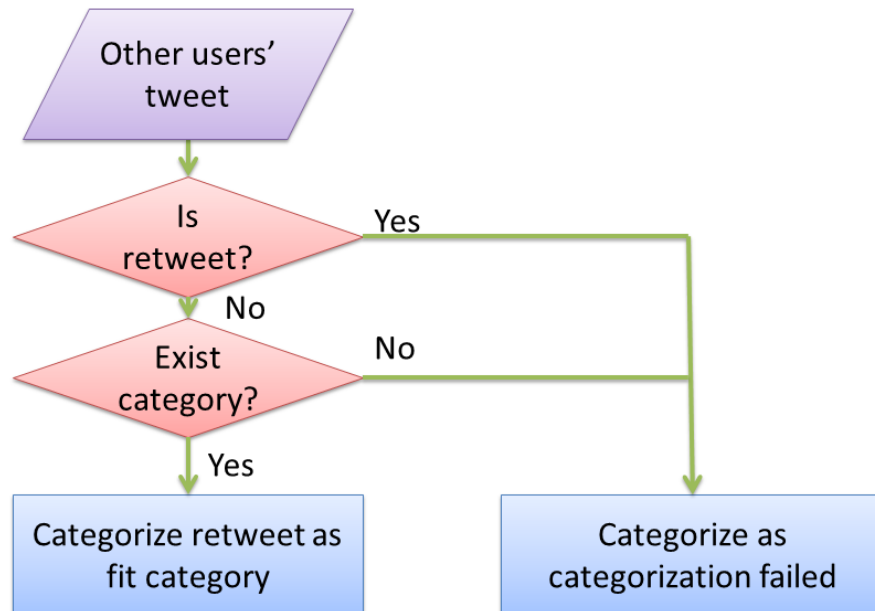 Other users’
tweet
Is
retweet?
Yes
No
Exist
category?
No
Yes
Categorize retweet as
fit category
Categorize as
categorization failed